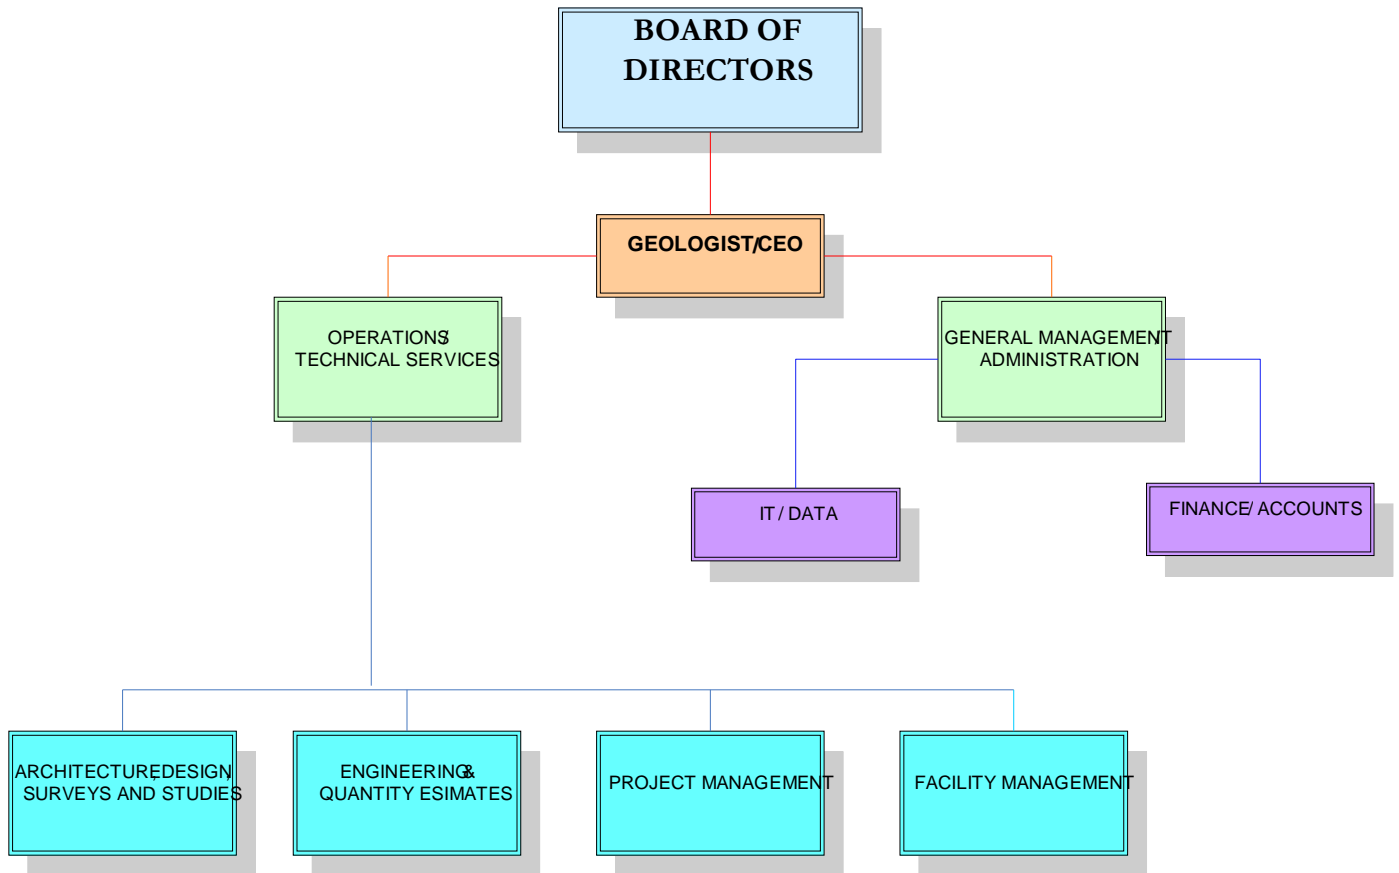 BOARD OF
DIRECTORS
GEOLOGIST/CEO
OPERATIONS/
TECHNICAL SERVICES
GENERAL MANAGEMENT/
ADMINISTRATION
IT / DATA
FINANCE/ ACCOUNTS
ARCHITECTURE, DESIGN,
SURVEYS AND STUDIES
ENGINEERING &
QUANTITY ESIMATES
PROJECT MANAGEMENT
FACILITY MANAGEMENT